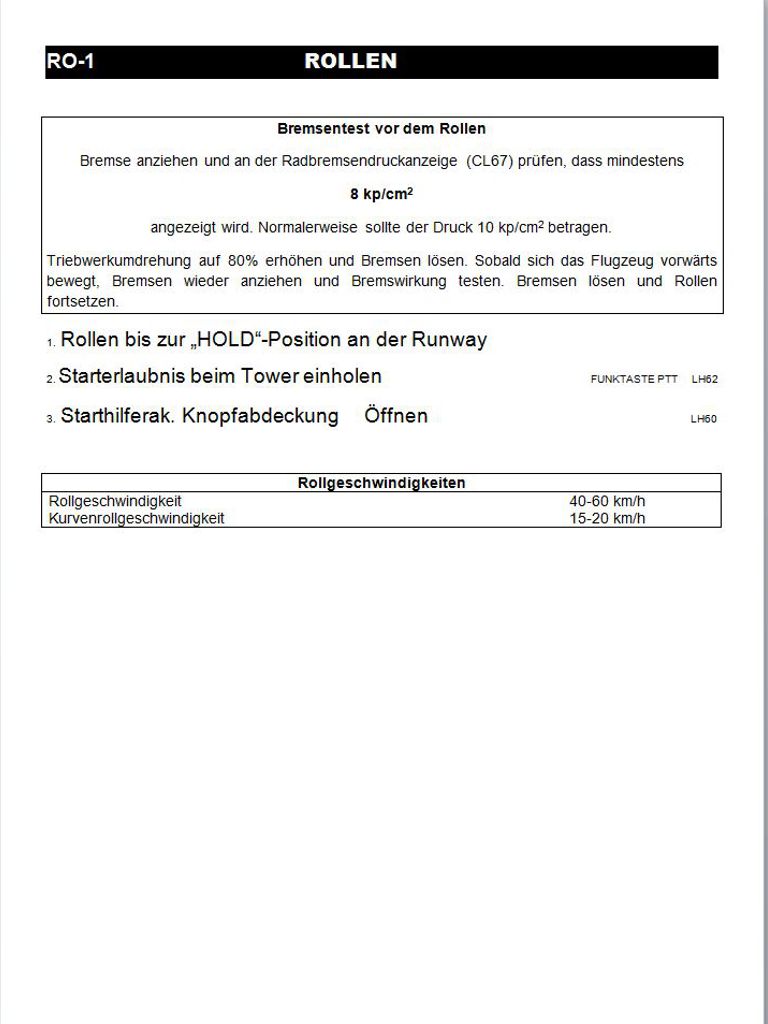 RO-1 ROLLEN
Bremsentest vor dem Rollen
Bremse anziehen und an der Radbremsendruckanzeige (CL67) prüfen, dass mindestens
8 kp/cm²
angezeigt wird. Normalerweise sollte der Druck 10 kp/cm² betragen.
Triebwerkumdrehung auf 80% erhöhen und Bremsen lösen. Sobald sich das Flugzeug vorwärts
bewegt, Bremsen wieder anziehen und Bremswirkung testen. Bremsen lösen und Rollen
fortsetzen.
1. Rollen bis zur „HOLD“-Position an der Runway
2. Starterlaubnis beim Tower einholen FUNKTASTE PTT LH62
3. Starthilferak. Knopfabdeckung Öffnen LH60
Rollgeschwindigkeiten
Rollgeschwindigkeit 40-60 km/h
Kurvenrollgeschwindigkeit 15-20 km/h